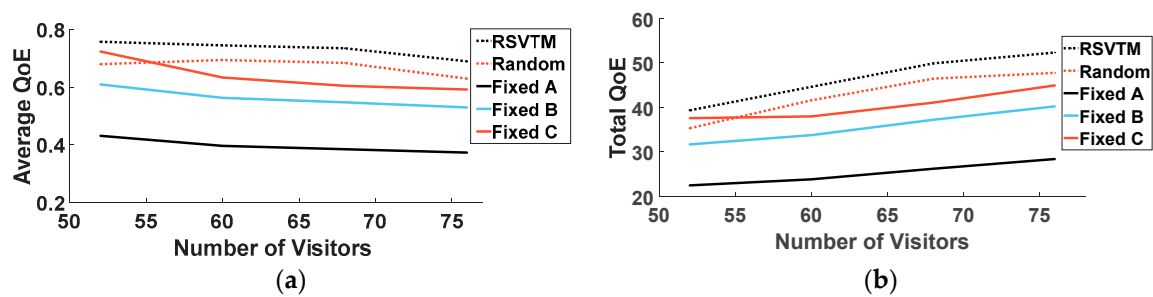 0.8
0.6
0.4
0.2
Average QoE
50 55 60 65 70 75
Number of Visitors
RSVTM
Random
Fixed A
Fixed B
Fixed C
(a)
60
50
40
30
20
Total QoE
50 55 60 65 70 75
Number of Visitors
RSVTM
Random
Fixed A
Fixed B
Fixed C
(b)